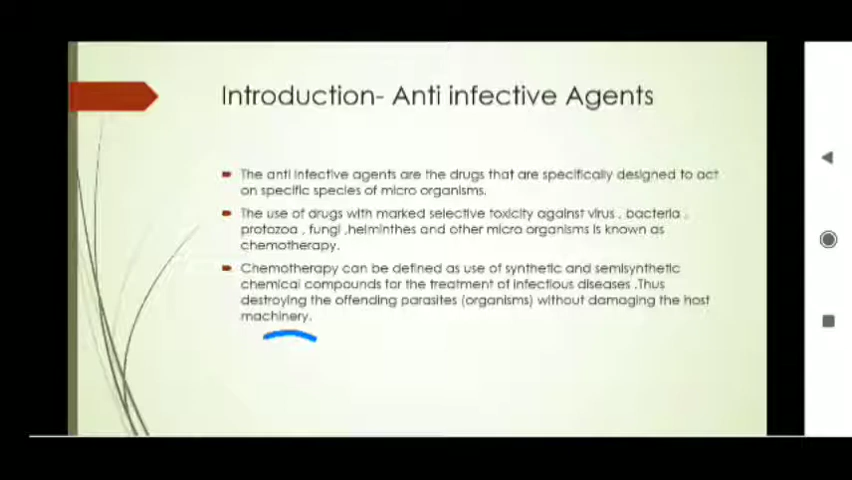 Introduction- Anti infective Agents
The anti infective agents are the drugs that are specifically designed to act
on specific species of micro organisms.
The use of drugs with marked selective toxicity against virus , bacteria ,
protozoa , fungi ,helminthes and other micro organisms is known as
chemotherapy.
Chemotherapy can be defined as use of synthetic and semisynthetic
chemical compounds for the treatment of infectious diseases .Thus
destroying the offending parasites (organisms) without damaging the host
machinery.